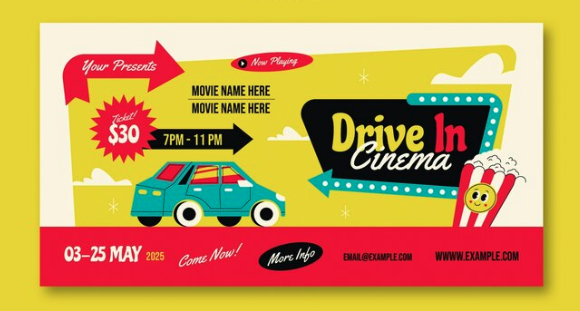 Your Presents
Now Playing
MOVIE NAME HERE
MOVIE NAME HERE
Ticket!
$30
7PM - 11 PM
Drive In
Cinema
03-25 MAY 2025
Come Now!
More Info
EMAIL@EXAMPLE.COM
WWWW.EXAMPLE.COM